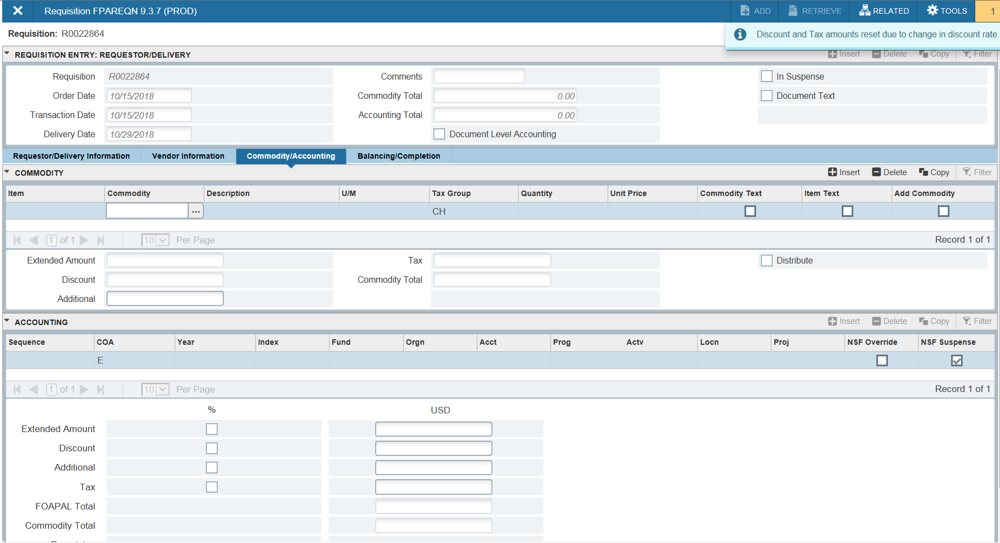 Requisition FPAREQN 9.3.7 (PROD)
ADD
RETRIEVE
RELATED
TOOLS
1
Requisition: R0022864
Discount and Tax amounts reset due to change in discount rate.
REQUISITION ENTRY: REQUESTOR/DELIVERY
Insert Delete Copy Filter
Requisition R0022864
Comments
In Suspense
Order Date 10/15/2018
Commodity Total 0.00
Document Text
Transaction Date 10/15/2018
Accounting Total 0.00
Delivery Date 10/29/2018
Document Level Accounting
Requestor/Delivery Information Vendor Information Commodity/Accounting Balancing/Completion
COMMODITY
Insert Delete Copy Filter
Item Commodity Description U/M Tax Group Quantity Unit Price Commodity Text Item Text Add Commodity
... CH
1 of 1 10 Per Page Record 1 of 1
Extended Amount Tax Distribute
Discount Commodity Total
Additional
ACCOUNTING
Insert Delete Copy Filter
Sequence COA Year Index Fund Orgn Acct Prog Actv Locn Proj NSF Override NSF Suspense
E
1 of 1 10 Per Page Record 1 of 1
% USD
Extended Amount
Discount
Additional
Tax
FOAPAL Total
Commodity Total